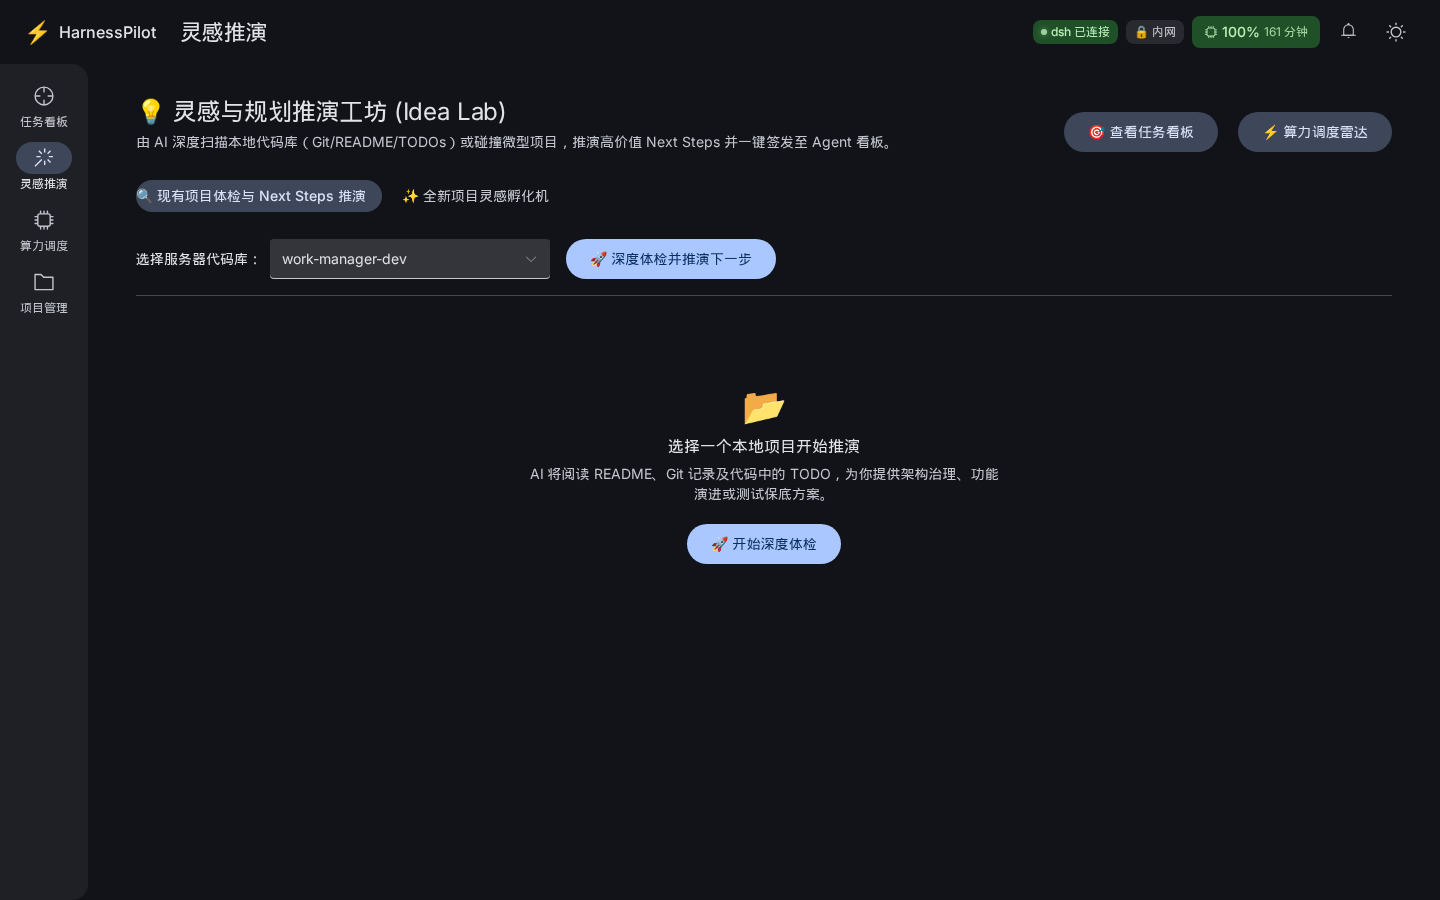 HarnessPilot 灵感推演
dsh 已连接
内网
100% 161 分钟
任务看板
灵感推演
算力调度
项目管理
灵感与规划推演工坊 (Idea Lab)
由 AI 深度扫描本地代码库（Git/README/TODOs）或碰撞微型项目，推演高价值 Next Steps 并一键签发至 Agent 看板。
查看任务看板
算力调度雷达
现有项目体检与 Next Steps 推演
全新项目灵感孵化机
选择服务器代码库：
work-manager-dev
深度体检并推演下一步
选择一个本地项目开始推演
AI 将阅读 README、Git 记录及代码中的 TODO，为你提供架构治理、功能
演进或测试保底方案。
开始深度体检